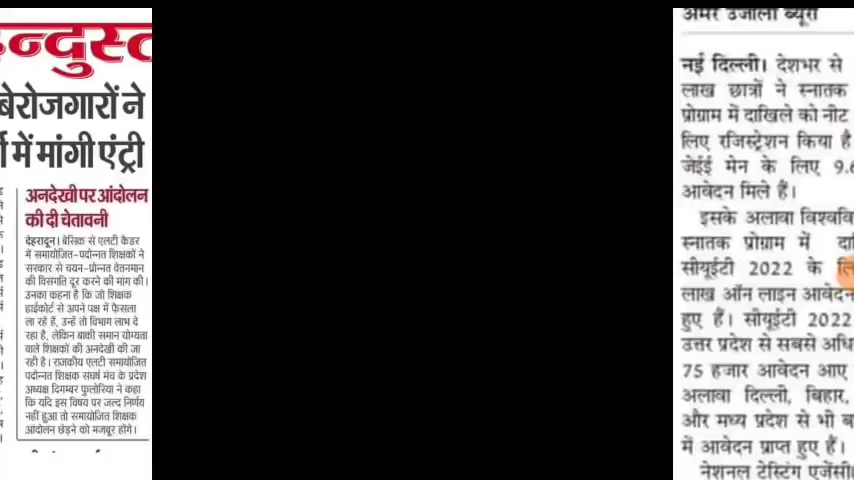 बेरोजगारों ने
में मांगी एंट्री
अनदेखी पर आंदोलन
की दी चेतावनी
देहरादून। बेसिक से एलटी कैडर
में समायोजित-पदोन्नत शिक्षकों ने
सरकार से चयन-प्रोन्नत वेतनमान
की विसंगति दूर करने की मांग की।
उनका कहना है कि जो शिक्षक
हाईकोर्ट से अपने पक्ष में फैसला
ला रहे हैं, उन्हें तो विभाग लाभ दे
रहा है, लेकिन बाकी समान योग्यता
वाले शिक्षकों की अनदेखी की जा
रही है। राजकीय एलटी समायोजित
पदोन्नत शिक्षक संघर्ष मंच के प्रदेश
अध्यक्ष दिगम्बर फुलोरिया ने कहा
कि यदि इस विषय पर जल्द निर्णय
नहीं हुआ तो समायोजित शिक्षक
आंदोलन छेड़ने को मजबूर होंगे।
अमर उजाला ब्यूरो
नई दिल्ली। देशभर से
लाख छात्रों ने स्नातक
प्रोग्राम में दाखिले को नीट
लिए रजिस्ट्रेशन किया है
जेईई मेन के लिए 9.6
आवेदन मिले हैं।
इसके अलावा
स्नातक प्रोग्राम में
सीयूईटी 2022 के
लाख ऑन लाइन आवेदन
हुए हैं। सीयूईटी 2022
उत्तर प्रदेश से सबसे
75 हजार आवेदन आए
अलावा दिल्ली, बिहार,
और मध्य प्रदेश से भी
में आवेदन प्राप्त हुए हैं।
नेशनल टेस्टिंग एजेंसी